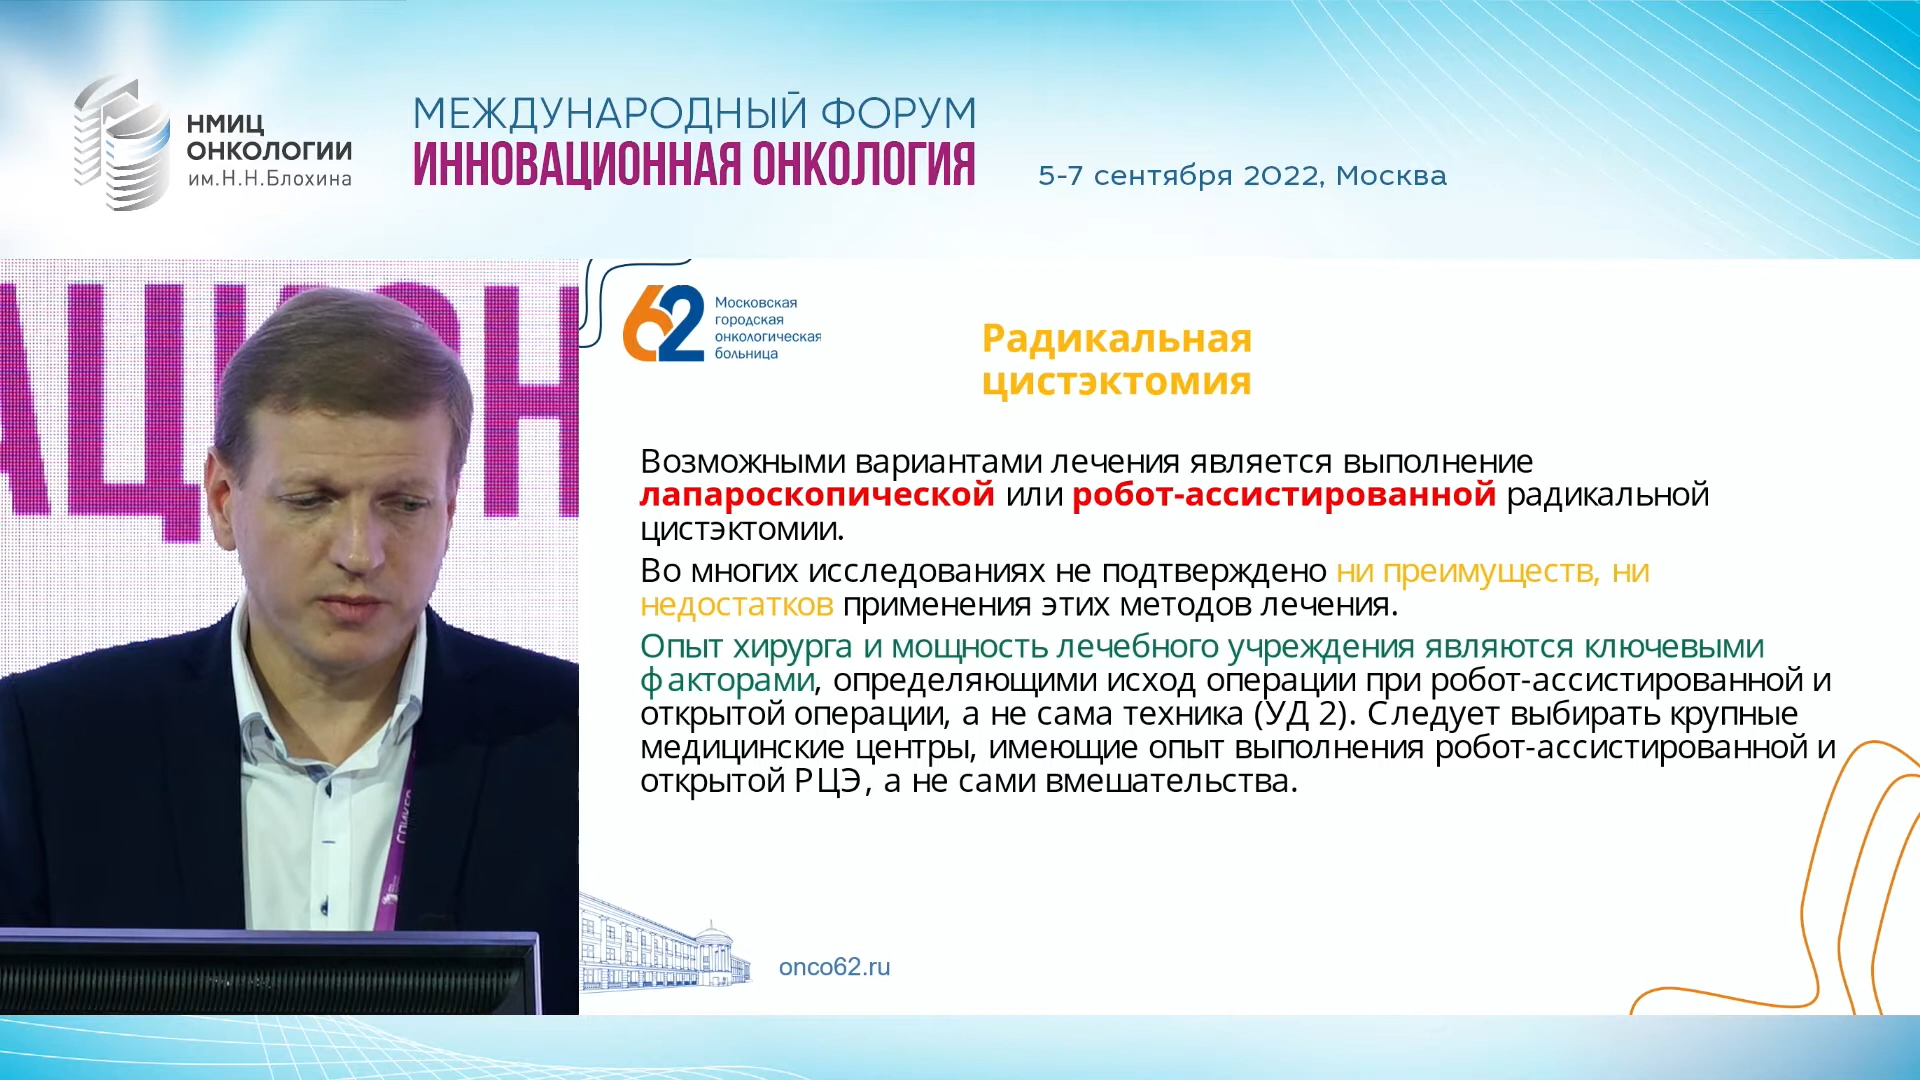 НМИЦ
ОНКОЛОГИИ
им.Н.Н.Блохина
МЕЖДУНАРОДНЫЙ ФОРУМ
ИННОВАЦИОННАЯ ОНКОЛОГИЯ
5-7 сентября 2022, Москва
АЦИОН
62
Московская
городская
онкологическая
больница
Радикальная
цистэктомия
Возможными вариантами лечения является выполнение
лапароскопической или робот-ассистированной радикальной
цистэктомии.
Во многих исследованиях не подтверждено ни преимуществ, ни
недостатков применения этих методов лечения.
Опыт хирурга и мощность лечебного учреждения являются ключевыми
факторами, определяющими исход операции при робот-ассистированной и
открытой операции, а не сама техника (УД 2). Следует выбирать крупные
медицинские центры, имеющие опыт выполнения робот-ассистированной и
открытой РЦЭ, а не сами вмешательства.
СПИКЕР
onco62.ru